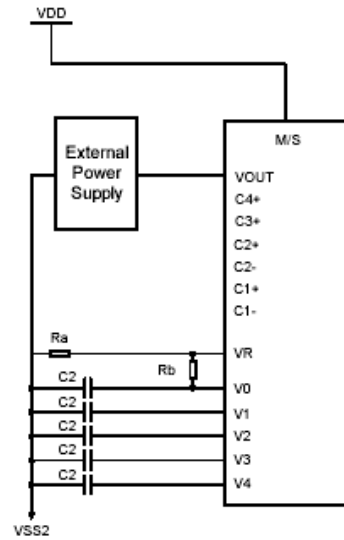 VDD
M/S
External
Power
Supply
VOUT
C4+
C3+
C2+
C2-
C1+
C1-
Ra
VR
Rb
C2
V0
C2
V1
C2
V2
C2
V3
C2
V4
VSS2